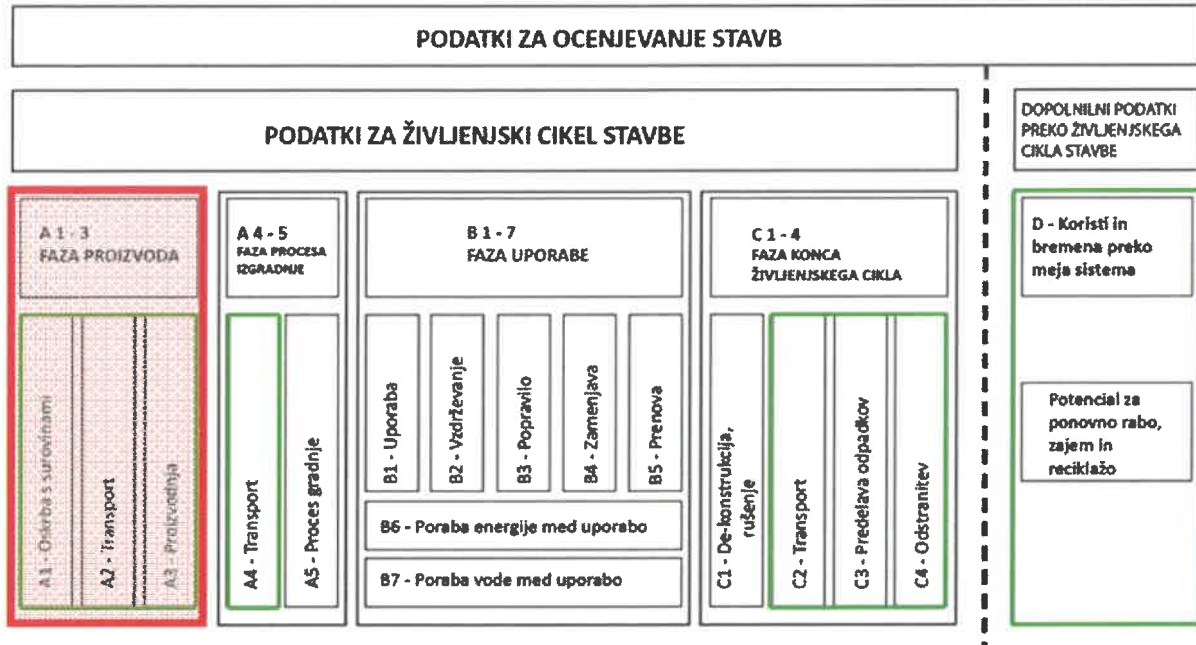 PODATKI ZA OCENJEVANJE STAVB
PODATKI ZA ŽIVLJENJSKI CIKEL STAVBE
DOPOLNILNI PODATKI
PREKO ŽIVLJENJSKEGA
CIKLA STAVBE
A 1 - 3
FAZA PROIZVODA
A 4 - 5
FAZA PROCESA
IZGRADNJE
B 1 - 7
FAZA UPORABE
C 1 - 4
FAZA KONCA
ŽIVLJENJSKEGA CIKLA
D - Koristi in
bremena preko
meja sistema
A1 - Oskrba s surovinami
A2 - Transport
A3 - Proizvodnja
A4 - Transport
A5 - Proces gradnje
B1 - Uporaba
B2 - Vzdrževanje
B3 - Popravilo
B4 - Zamenjava
B5 - Prenova
B6 - Poraba energije med uporabo
B7 - Poraba vode med uporabo
C1 - De-konstrukcija,
rušenje
C2 - Transport
C3 - Predelava odpadkov
C4 - Odstranitev
Potencial za
ponovno rabo,
zajem in
reciklažo